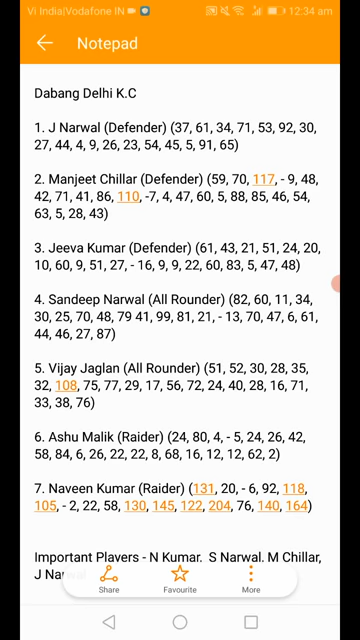 Vi India|Vodafone IN
12:34 am
Notepad
Dabang Delhi K.C
1. J Narwal (Defender) (37, 61, 34, 71, 53, 92, 30,
27, 44, 4, 9, 26, 23, 54, 45, 5, 91, 65)
2. Manjeet Chillar (Defender) (59, 70, 117, - 9, 48,
42, 71, 41, 86, 110, -7, 4, 47, 60, 5, 88, 85, 46, 54,
63, 5, 28, 43)
3. Jeeva Kumar (Defender) (61, 43, 21, 51, 24, 20,
10, 60, 9, 51, 27, - 16, 9, 9, 22, 60, 83, 5, 47, 48)
4. Sandeep Narwal (All Rounder) (82, 60, 11, 34,
30, 25, 70, 48, 79 41, 99, 81, 21, - 13, 70, 47, 6, 61,
44, 46, 27, 87)
5. Vijay Jaglan (All Rounder) (51, 52, 30, 28, 35,
32, 108, 75, 77, 29, 17, 56, 72, 24, 40, 28, 16, 71,
33, 38, 76)
6. Ashu Malik (Raider) (24, 80, 4, - 5, 24, 26, 42,
58, 84, 6, 26, 22, 22, 8, 68, 16, 12, 12, 62, 2)
7. Naveen Kumar (Raider) (131, 20, - 6, 92, 118,
105, - 2, 22, 58, 130, 145, 122, 204, 76, 140, 164)
Important Players - N Kumar, S Narwal, M Chillar,
J Narwal
Share
Favourite
More